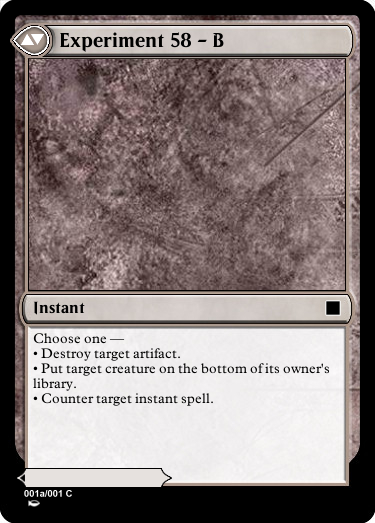 Experiment 58 – B
Instant
Choose one —
• Destroy target artifact.
• Put target creature on the bottom of its owner's
library.
• Counter target instant spell.
001a/001 C